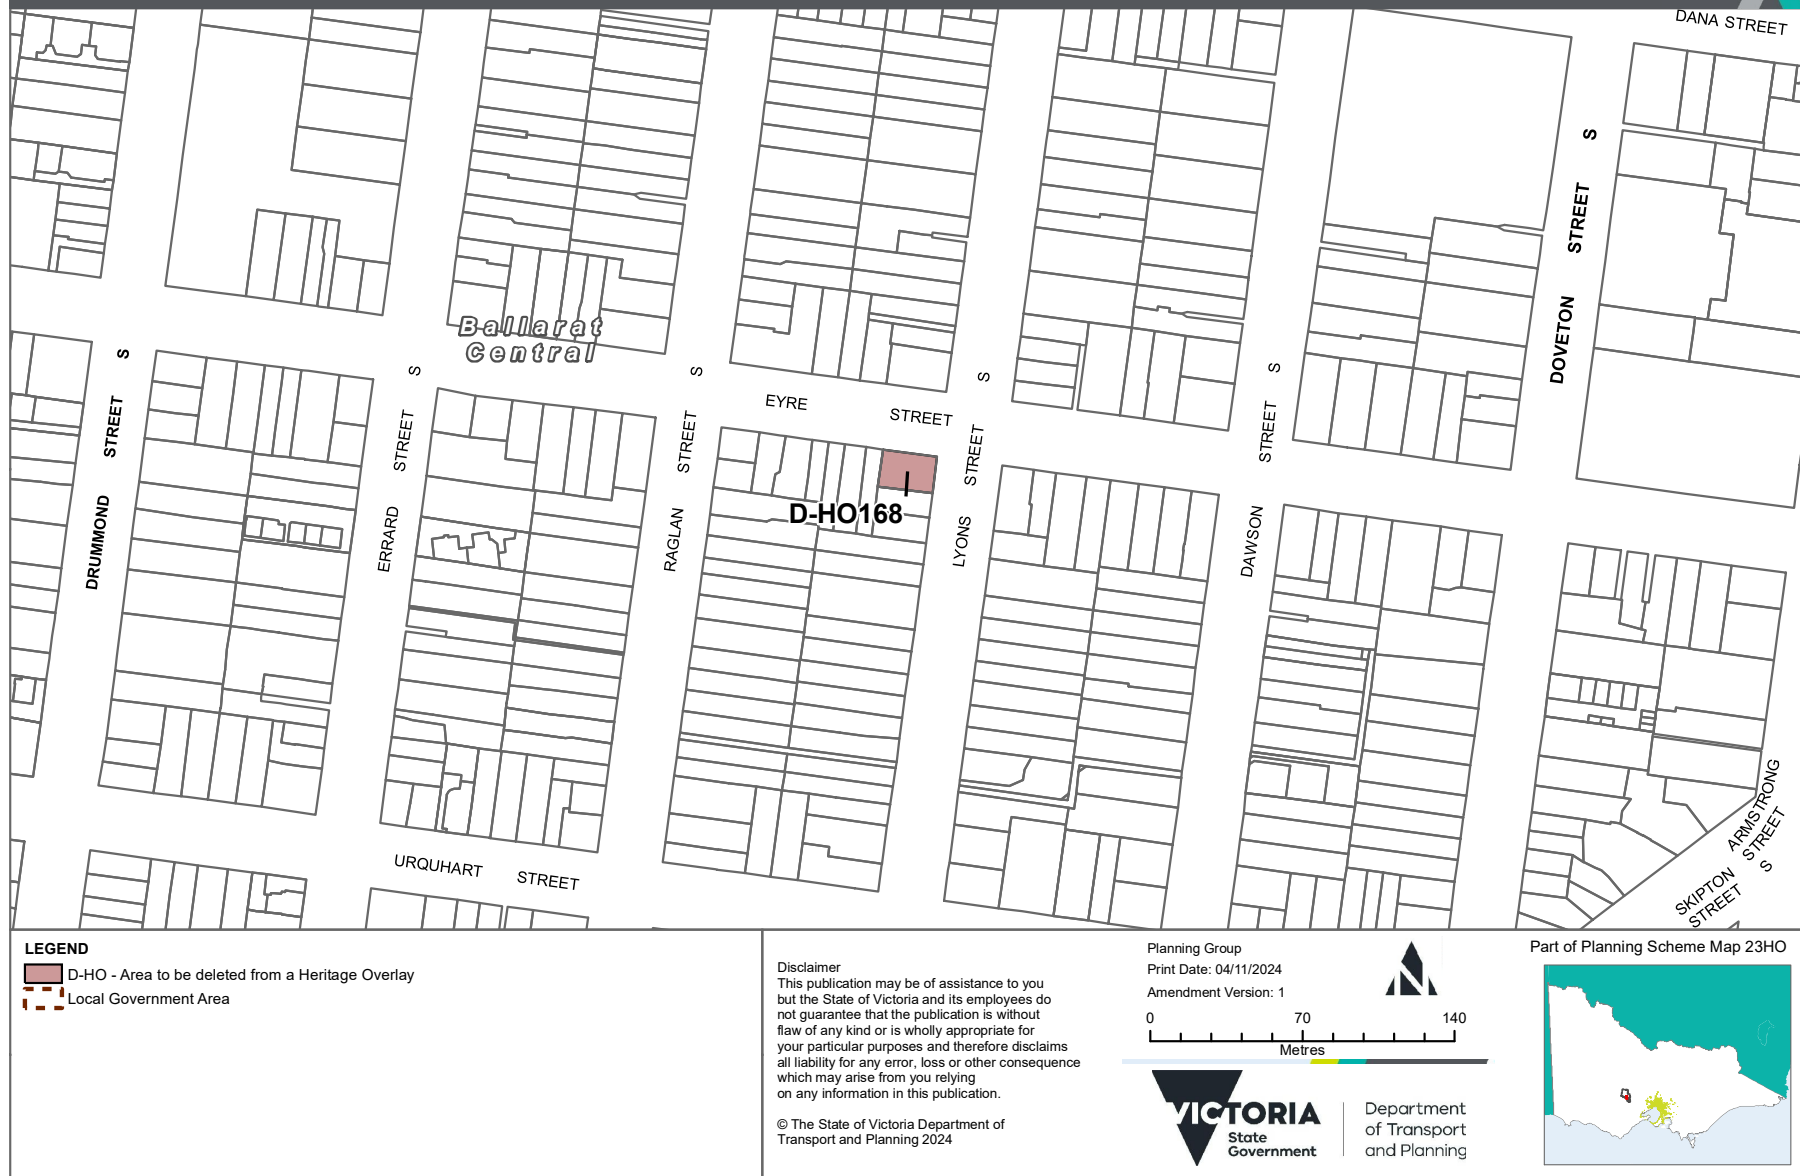 DANA STREET
S
DOVETON STREET
Ballarat
Central
S
DRUMMOND STREET
S
ERRARD STREET
S
RAGLAN STREET
EYRE STREET
S
LYONS STREET
S
DAWSON STREET
D-HO168
URQUHART STREET
ARMSTRONG
STREET
S
SKIPTON
STREET
LEGEND
D-HO - Area to be deleted from a Heritage Overlay
Local Government Area
Disclaimer
This publication may be of assistance to you
but the State of Victoria and its employees do
not guarantee that the publication is without
flaw of any kind or is wholly appropriate for
your particular purposes and therefore disclaims
all liability for any error, loss or other consequence
which may arise from you relying
on any information in this publication.
© The State of Victoria Department of
Transport and Planning 2024
Planning Group
Print Date: 04/11/2024
Amendment Version: 1
0 70 140
Metres
VICTORIA
State
Government
Department
of Transport
and Planning
Part of Planning Scheme Map 23HO